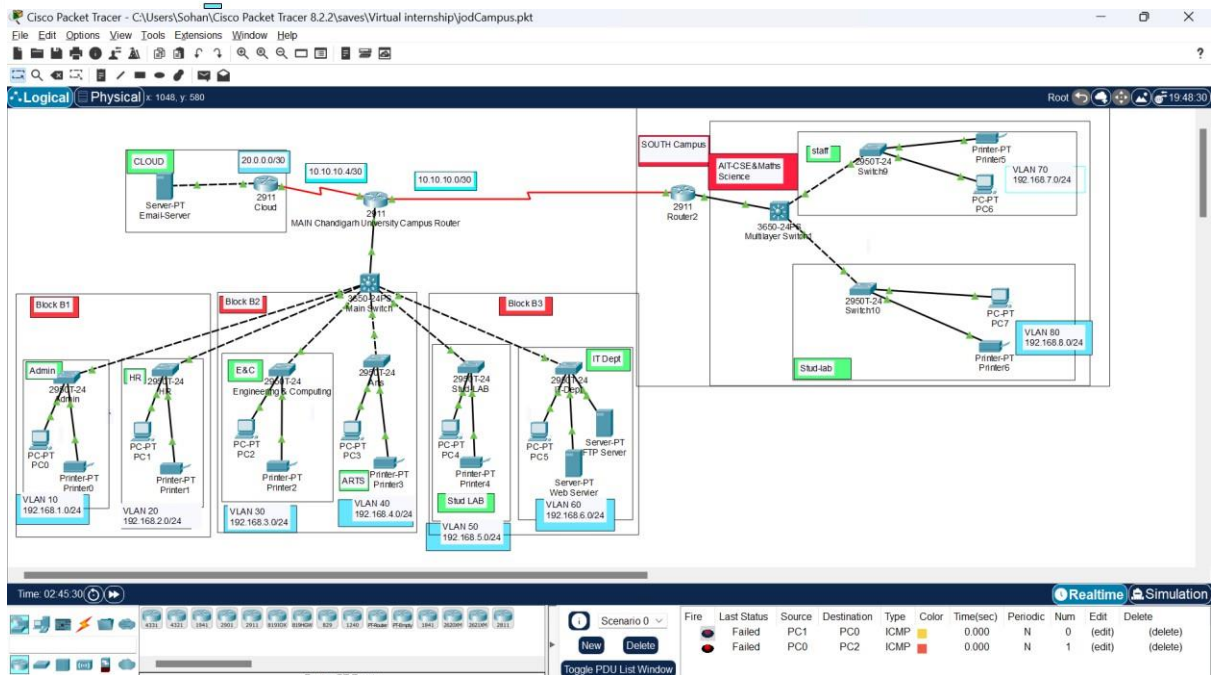 Cisco Packet Tracer - C:\Users\Sohan\Cisco Packet Tracer 8.2.2\saves\Virtual internship\jodCampus.pkt
File Edit Options View Tools Extensions Window Help
Logical Physical x: 1048, y: 580
Root 19:48:30
CLOUD
20.0.0.0/30
10.10.10.4/30
10.10.10.0/30
Server-PT
Email-Server
2911
Cloud
2911
MAIN Chandigarh University Campus Router
SOUTH Campus
AIT-CSE&Maths
Science
2911
Router2
3650-24PS
Multilayer Switch
staff
2950T-24
Switch9
Printer-PT
Printer5
PC-PT
PC6
VLAN 70
192.168.7.0/24
2950T-24
Switch10
PC-PT
PC7
Printer-PT
Printer6
VLAN 80
192.168.8.0/24
Stud-lab
3650-24PS
Main Switch
Block B1
Block B2
Block B3
Admin
2950T-24
Admin
HR
2950T-24
HR
E&C
2950T-24
Engineering & Computing
2950T-24
Arts
2950T-24
Stud-LAB
IT Dept
2950T-24
IT-Dept
PC-PT
PC0
Printer-PT
Printer0
PC-PT
PC1
Printer-PT
Printer1
PC-PT
PC2
Printer-PT
Printer2
PC-PT
PC3
Printer-PT
Printer3
ARTS
PC-PT
PC4
Printer-PT
Printer4
Stud LAB
PC-PT
PC5
Server-PT
FTP Server
Server-PT
Web Servier
VLAN 10
192.168.1.0/24
VLAN 20
192.168.2.0/24
VLAN 30
192.168.3.0/24
VLAN 40
192.168.4.0/24
VLAN 50
192.168.5.0/24
VLAN 60
192.168.6.0/24
Time: 02:45:30
Realtime Simulation
4331 4321 1941 2901 2911 819IOX 819HGW 829 1240 PT-Router PT-Empty 1841 2620XM 2621XM 2811
Scenario 0
New Delete
Toggle PDU List Window
Fire Last Status Source Destination Type Color Time(sec) Periodic Num Edit Delete
Failed PC1 PC0 ICMP 0.000 N 0 (edit) (delete)
Failed PC0 PC2 ICMP 0.000 N 1 (edit) (delete)